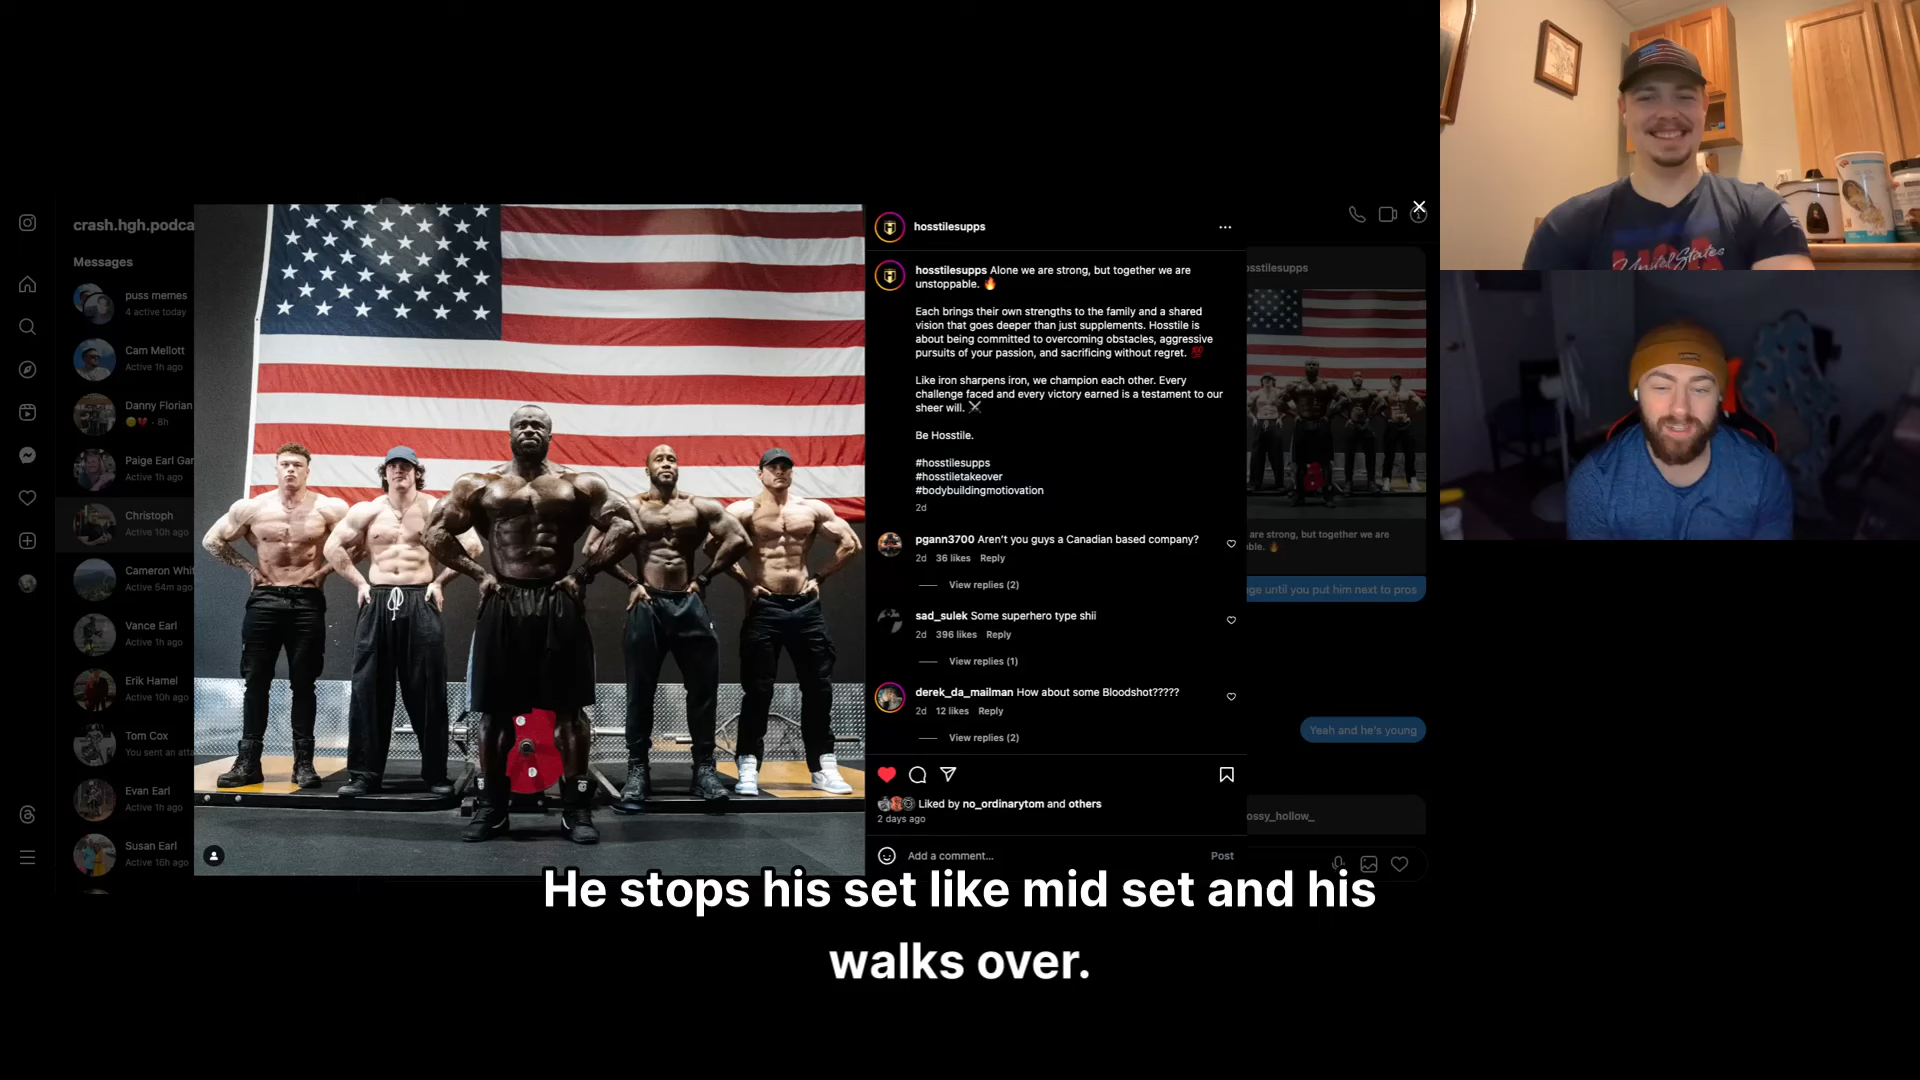 crash.hgh.podca
Messages
puss memes
4 active today
Cam Mellott
Active 1h ago
Danny Florian
8h
Paige Earl Gar
Active 1h ago
Christoph
Active 10h ago
Cameron Whit
Active 54m ago
Vance Earl
Active 1h ago
Erik Hamel
Active 10h ago
Tom Cox
You sent an atta
Evan Earl
Active 1h ago
Susan Earl
Active 16h ago
hosstilesupps
hosstilesupps Alone we are strong, but together we are
unstoppable. 🔥
Each brings their own strengths to the family and a shared
vision that goes deeper than just supplements. Hosstile is
about being committed to overcoming obstacles, aggressive
pursuits of your passion, and sacrificing without regret. 💯
Like iron sharpens iron, we champion each other. Every
challenge faced and every victory earned is a testament to our
sheer will. ⚔️
Be Hosstile.
#hosstilesupps
#hosstiletakeover
#bodybuildingmotiovation
2d
pgann3700 Aren't you guys a Canadian based company?
2d 36 likes Reply
View replies (2)
sad_sulek Some superhero type shii
2d 396 likes Reply
View replies (1)
derek_da_mailman How about some Bloodshot?????
2d 12 likes Reply
View replies (2)
Liked by no_ordinarytom and others
2 days ago
Add a comment...
Post
osstilesupps
are strong, but together we are
ble. 🔥
ge until you put him next to pros
Yeah and he's young
ossy_hollow_
United States
He stops his set like mid set and his
walks over.